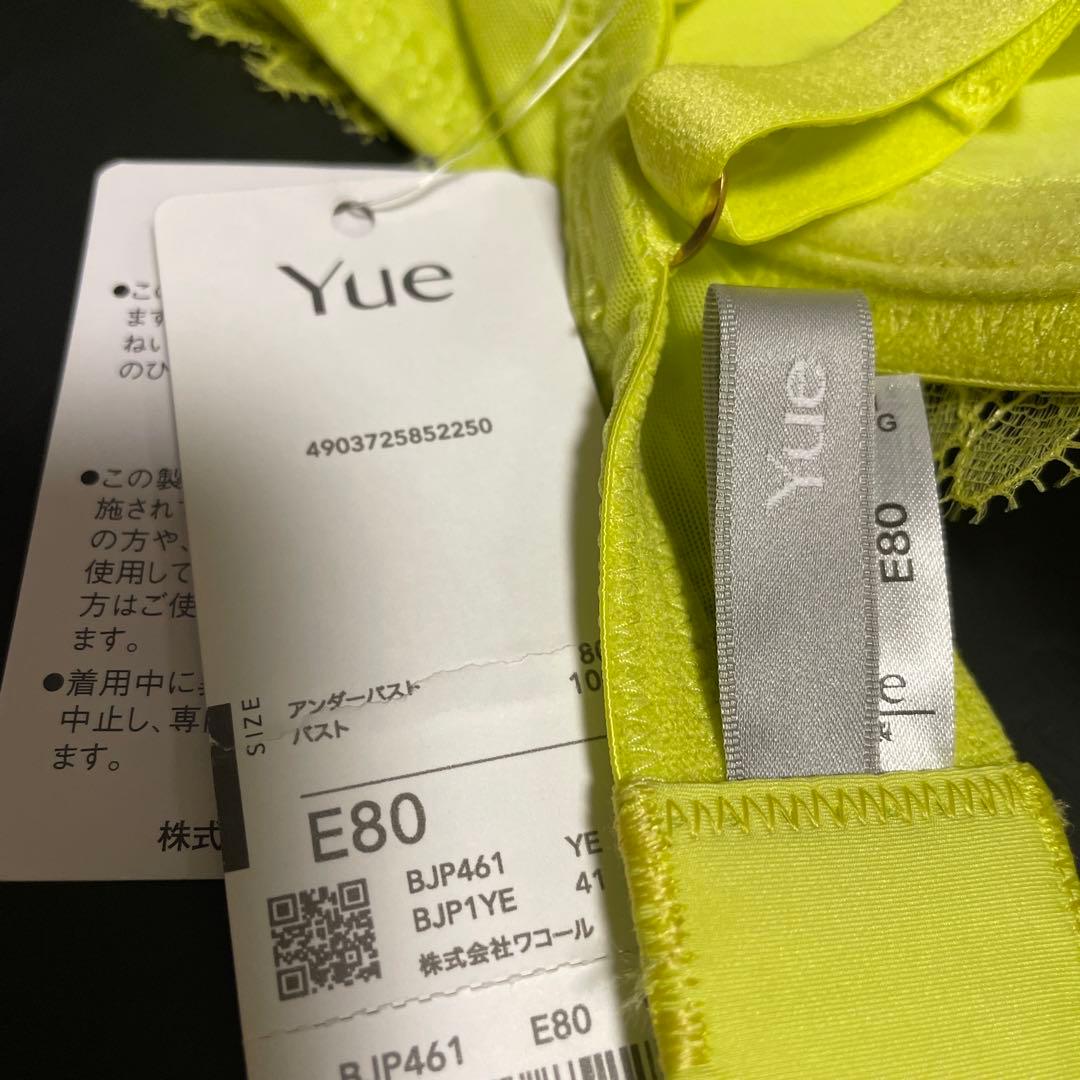 Yue
4903725852250
SIZE
アンダーバスト
バスト
E80
BJP461 YE
BJP1YE 41
株式会社ワコール
BJP461 E80
●この
ます
ねい
のひ
●この製
施され
の方や、
使用して
方はご使
ます。
●着用中に
中止し、専
ます。
株式
Yue
G
E80